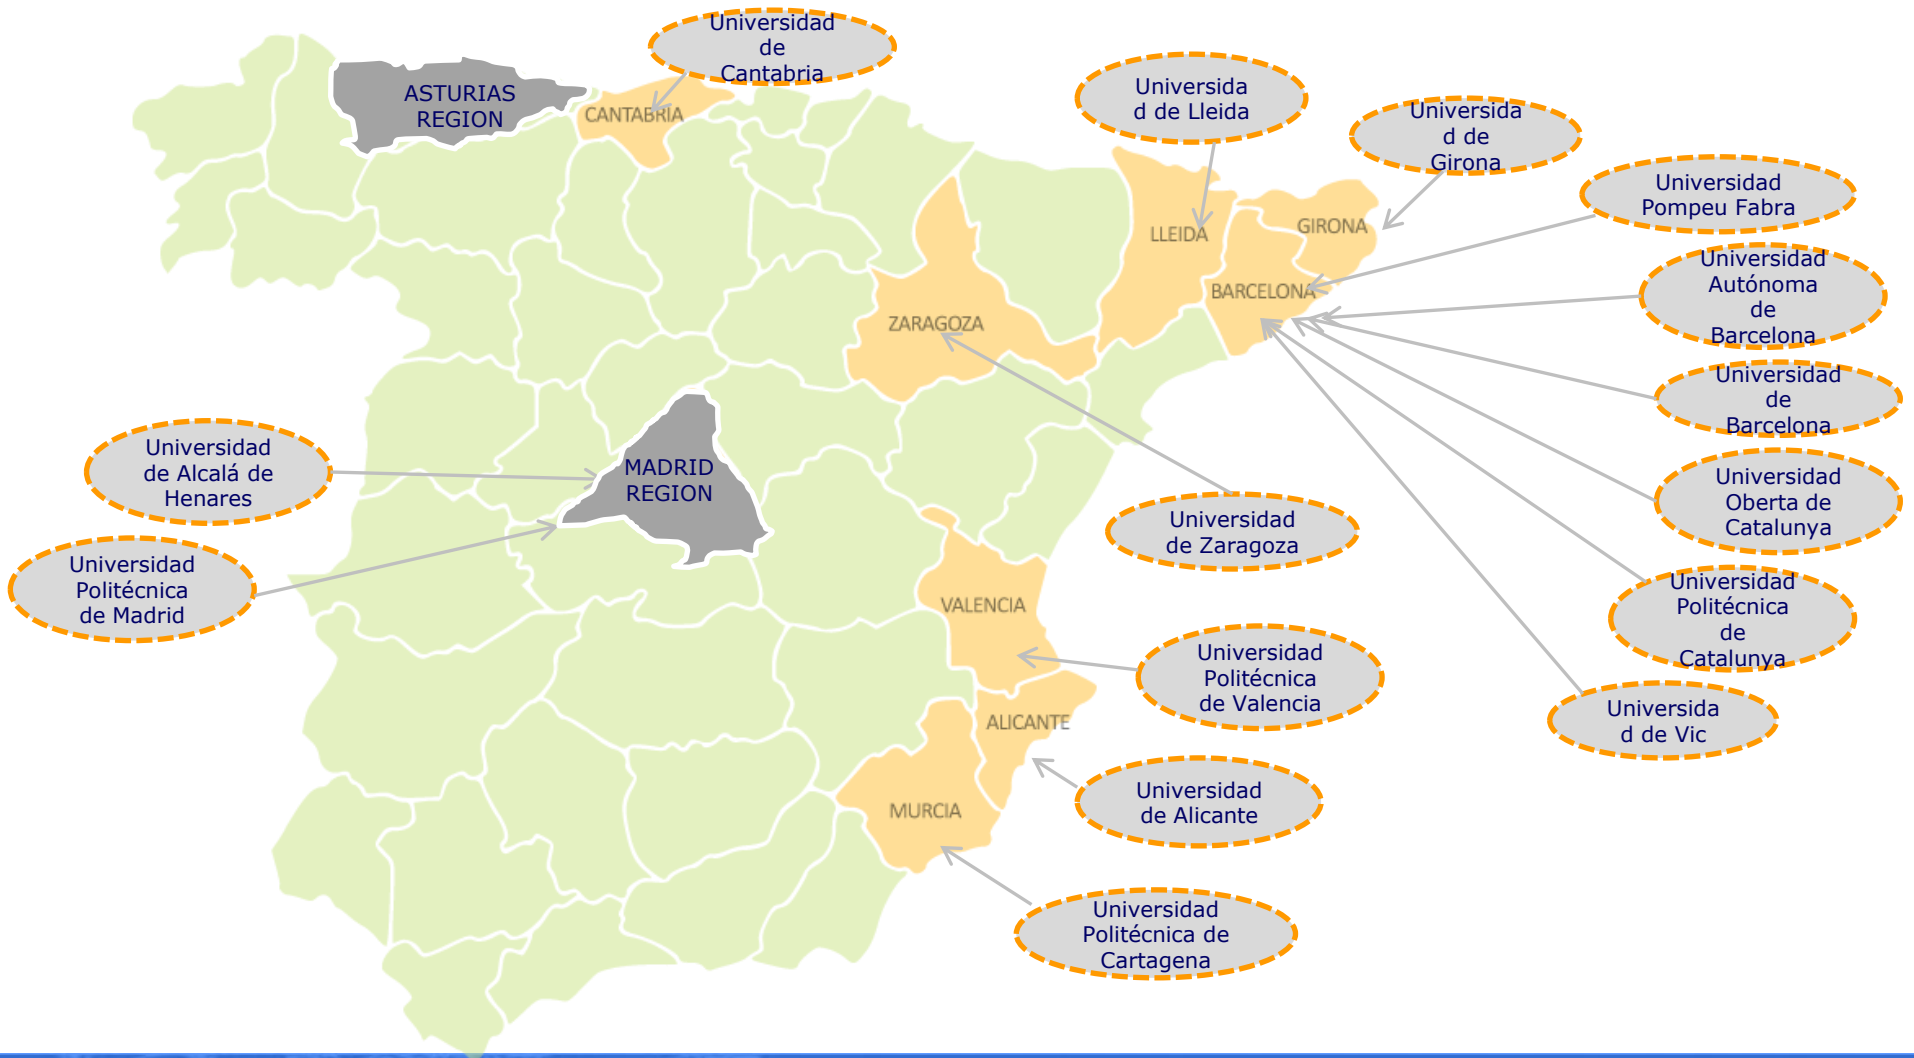 Universidad
de
Cantabria
ASTURIAS
REGION
CANTABRIA
Universida
d de Lleida
Universida
d de
Girona
Universidad
Pompeu Fabra
LLEIDA
GIRONA
Universidad
Autónoma
de
Barcelona
BARCELONA
ZARAGOZA
Universidad
de
Barcelona
Universidad
de Alcalá de
Henares
MADRID
REGION
Universidad
Oberta de
Catalunya
Universidad
de Zaragoza
Universidad
Politécnica
de Madrid
Universidad
Politécnica
de
Catalunya
VALENCIA
Universidad
Politécnica
de Valencia
Universida
d de Vic
ALICANTE
Universidad
de Alicante
MURCIA
Universidad
Politécnica de
Cartagena